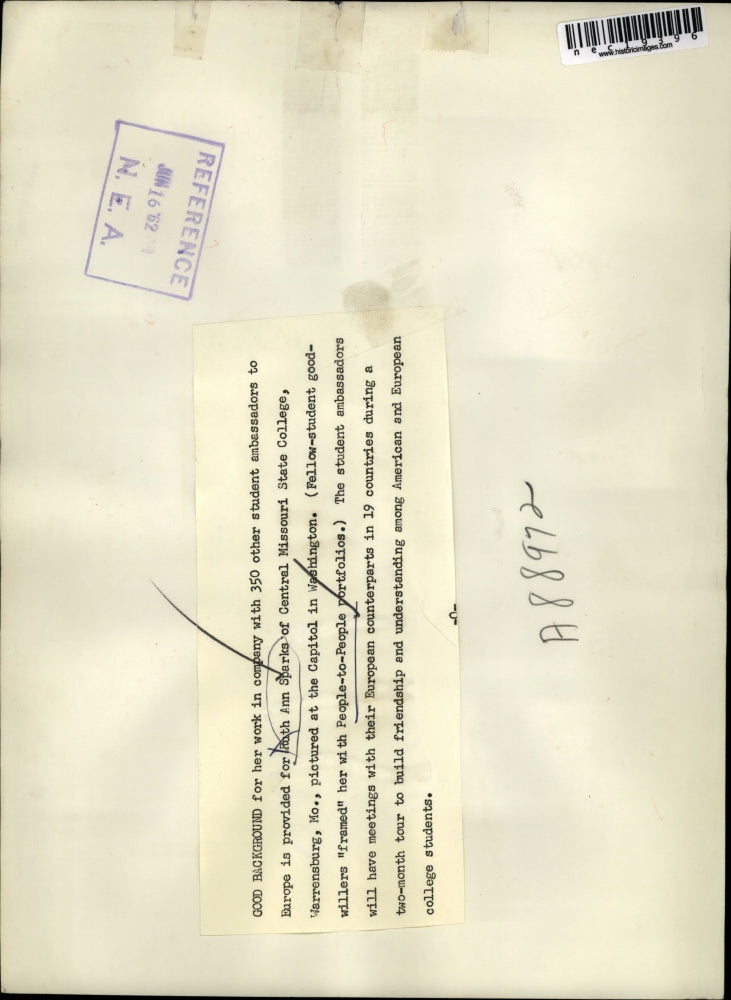 nec19396
www.historicimages.com
REFERENCE
JUN 16 '62
N. E. A.
GOOD BACKGROUND for her work in company with 350 other student ambassadors to
Europe is provided for Ruth Ann Sparks of Central Missouri State College,
Warrensburg, Mo., pictured at the Capitol in Washington. (Fellow-student good-
willers "framed" her with People-to-People portfolios.) The student ambassadors
will have meetings with their European counterparts in 19 countries during a
two-month tour to build friendship and understanding among American and European
college students.
-0-
A88972